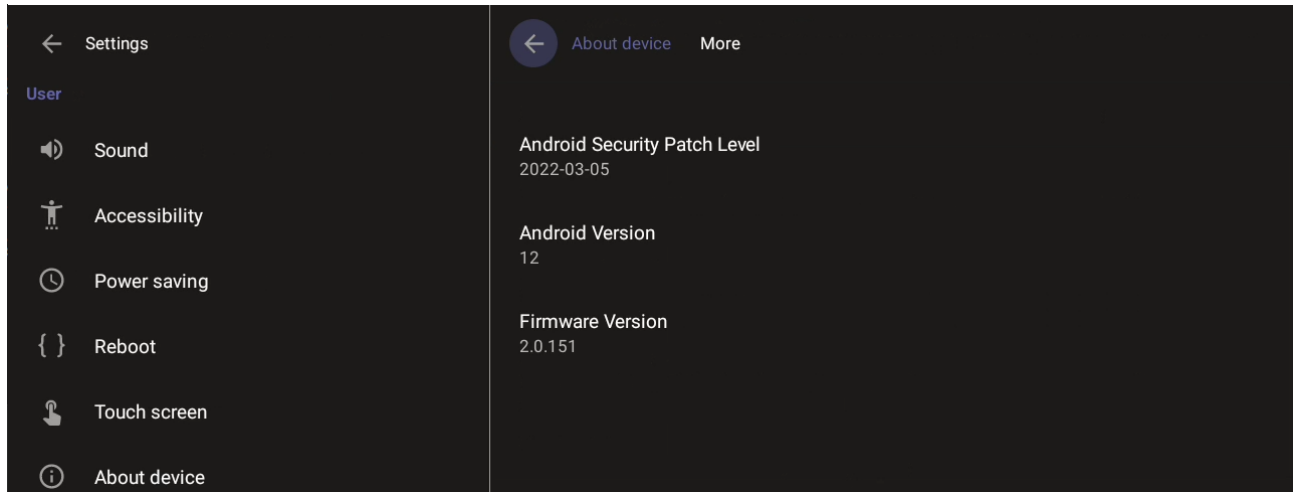 Settings
User
Sound
Accessibility
Power saving
Reboot
Touch screen
About device
About device More
Android Security Patch Level
2022-03-05
Android Version
12
Firmware Version
2.0.151